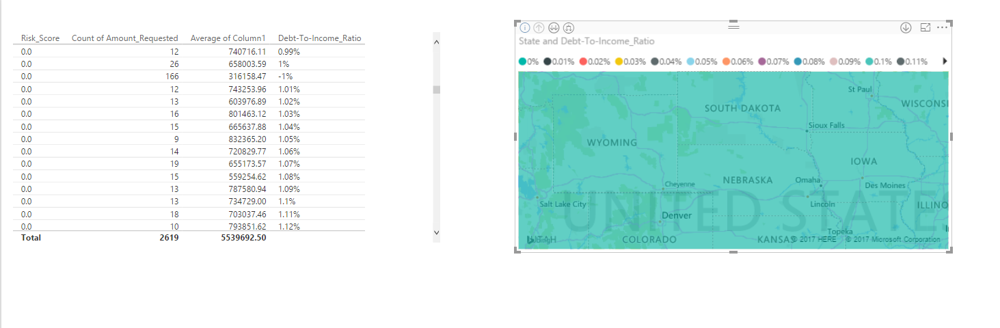 Risk_Score Count of Amount_Requested Average of Column1 Debt-To-Income_Ratio
0.0 12 740716.11 0.99%
0.0 26 658003.59 1%
0.0 166 316158.47 -1%
0.0 12 743253.96 1.01%
0.0 13 603976.89 1.02%
0.0 16 801463.12 1.03%
0.0 15 665637.88 1.04%
0.0 9 832365.20 1.05%
0.0 14 720829.77 1.06%
0.0 19 655173.57 1.07%
0.0 15 559254.62 1.08%
0.0 13 787580.94 1.09%
0.0 13 734729.00 1.1%
0.0 18 703037.46 1.11%
0.0 10 793851.62 1.12%
Total 2619 5539692.50
State and Debt-To-Income_Ratio
0% 0.01% 0.02% 0.03% 0.04% 0.05% 0.06% 0.07% 0.08% 0.09% 0.1% 0.11%
St Paul
SOUTH DAKOTA
WISCONSI
Sioux Falls
WYOMING
IOWA
NEBRASKA
Omaha
Cheyenne
Des Moines
Salt Lake City
UNITED STATES
Lincoln
ILLINO
Denver
Topeka
UTAH
bing
COLORADO
KANSAS
© 2017 HERE © 2017 Microsoft Corporation